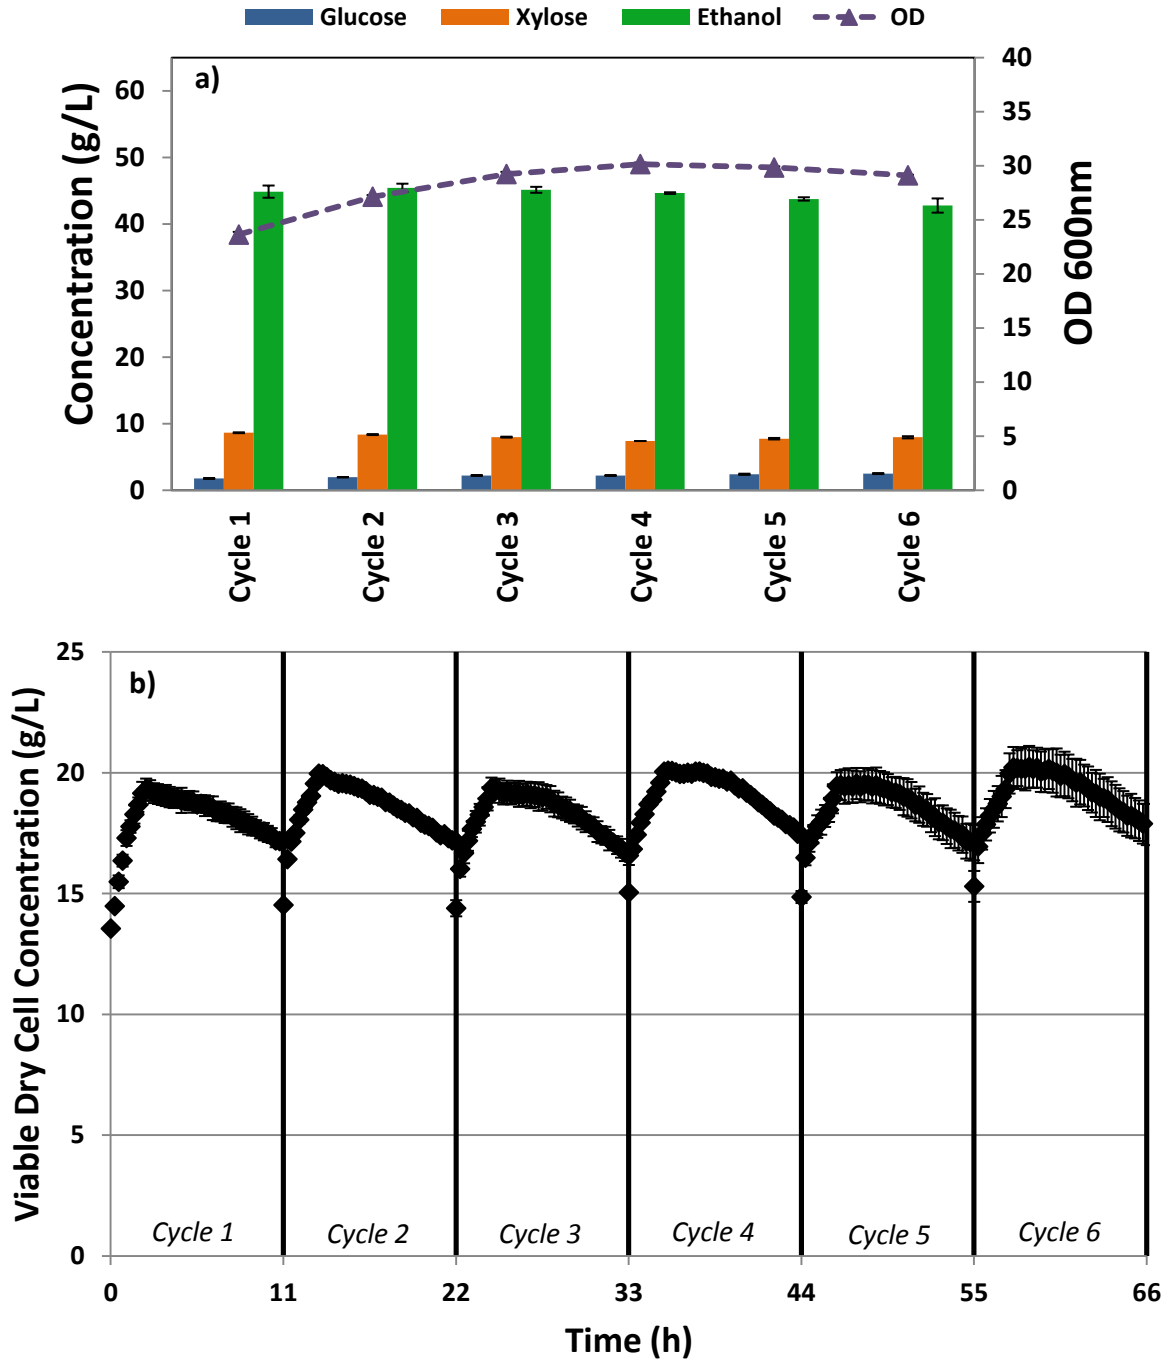 Glucose Xylose Ethanol OD
a)
Concentration (g/L)
60
50
40
30
20
10
0
40
35
30
25
20
15
10
5
0
OD 600nm
Cycle 1
Cycle 2
Cycle 3
Cycle 4
Cycle 5
Cycle 6
b)
Viable Dry Cell Concentration (g/L)
25
20
15
10
5
0
Cycle 1 Cycle 2 Cycle 3 Cycle 4 Cycle 5 Cycle 6
0 11 22 33 44 55 66
Time (h)